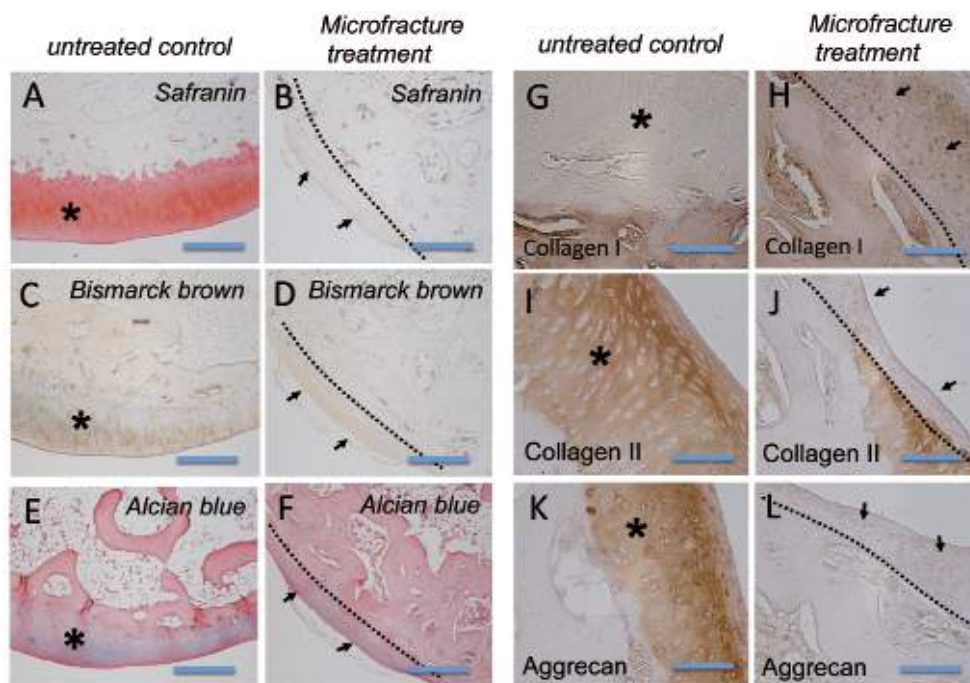 untreated control
Microfracture
treatment
untreated control
Microfracture
treatment
A Safranin
B Safranin
G
Collagen I
H
Collagen I
C Bismarck brown
D Bismarck brown
I
Collagen II
J
Collagen II
E Alcian blue
F Alcian blue
K
Aggrecan
L
Aggrecan